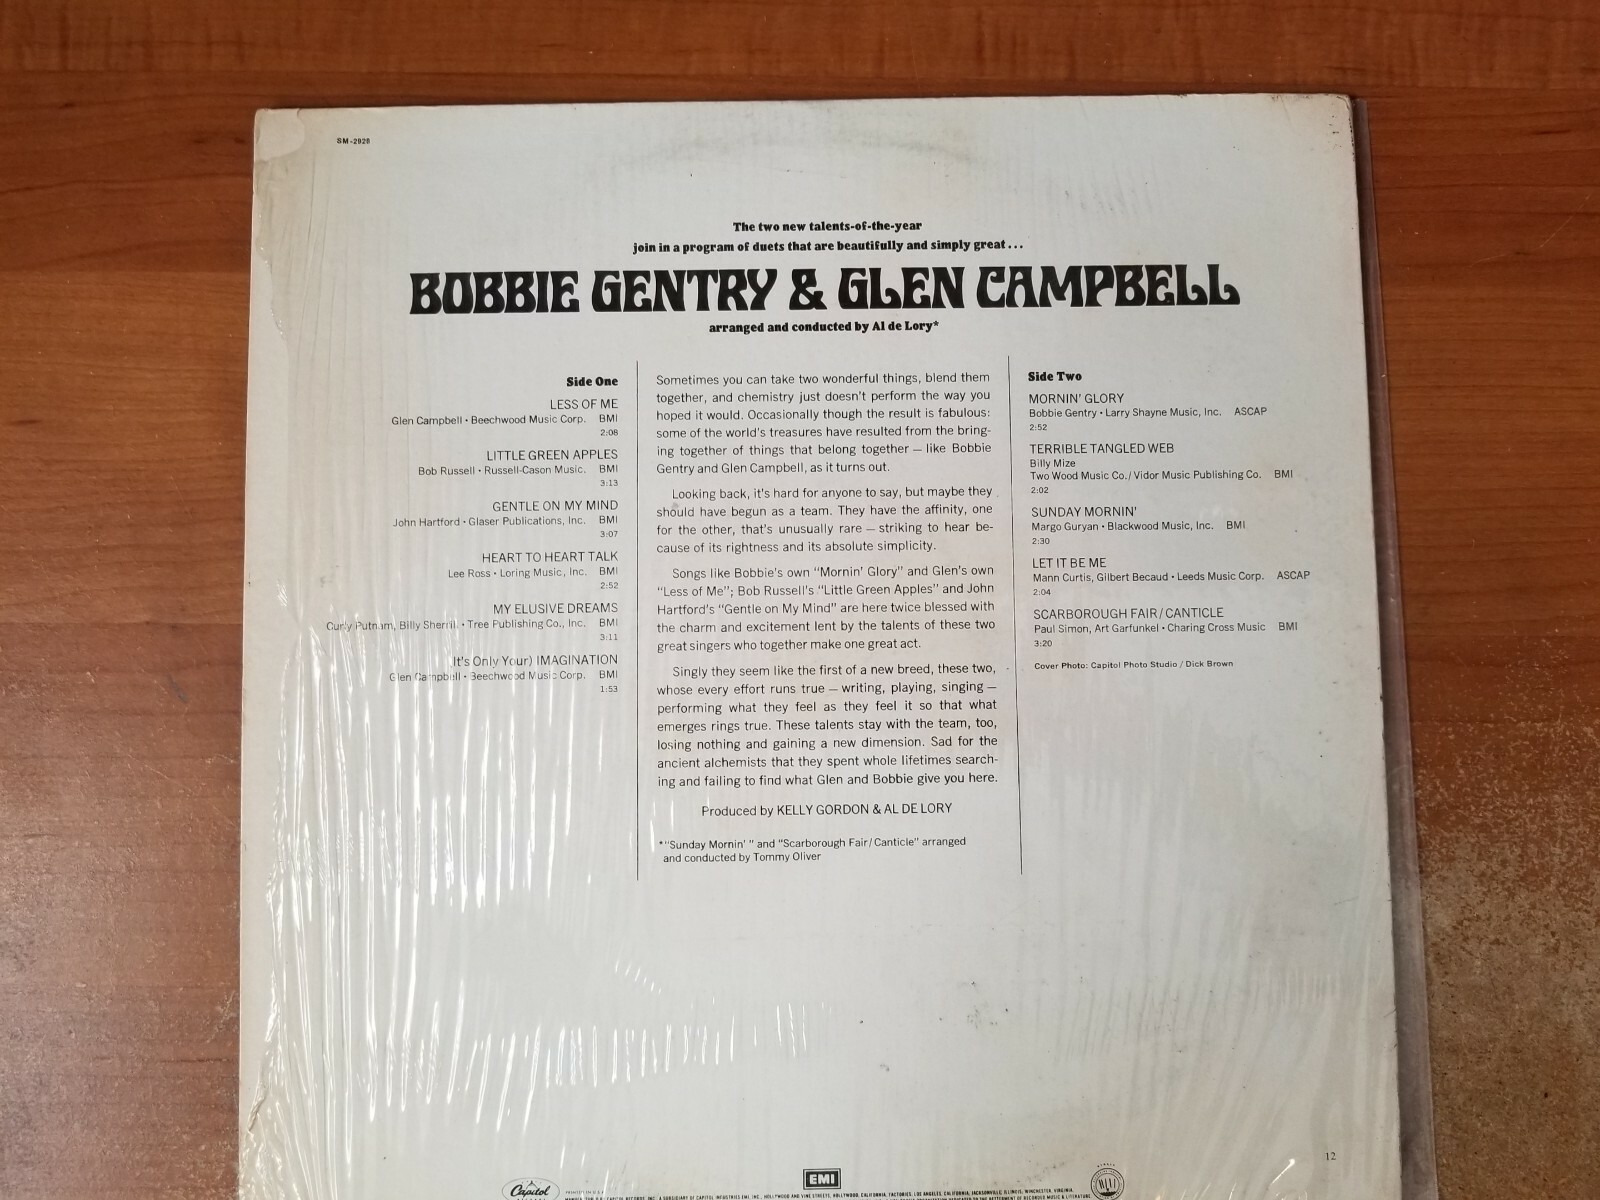 SM-2928
The two new talents-of-the-year
join in a program of duets that are beautifully and simply great...
BOBBIE GENTRY & GLEN CAMPBELL
arranged and conducted by Al de Lory*
Side One
LESS OF ME
Glen Campbell • Beechwood Music Corp. BMI
2:08
LITTLE GREEN APPLES
Bob Russell • Russell-Cason Music. BMI
3:13
GENTLE ON MY MIND
John Hartford • Glaser Publications, Inc. BMI
3:07
HEART TO HEART TALK
Lee Ross • Loring Music, Inc. BMI
2:52
MY ELUSIVE DREAMS
Curly Putnam, Billy Sherrill • Tree Publishing Co., Inc. BMI
3:11
It's Only Your) IMAGINATION
Glen Campbell • Beechwood Music Corp. BMI
1:53
Sometimes you can take two wonderful things, blend them
together, and chemistry just doesn't perform the way you
hoped it would. Occasionally though the result is fabulous:
some of the world's treasures have resulted from the bring-
ing together of things that belong together — like Bobbie
Gentry and Glen Campbell, as it turns out.
Looking back, it's hard for anyone to say, but maybe they
should have begun as a team. They have the affinity, one
for the other, that's unusually rare — striking to hear be-
cause of its rightness and its absolute simplicity.
Songs like Bobbie's own "Mornin' Glory" and Glen's own
"Less of Me"; Bob Russell's "Little Green Apples" and John
Hartford's "Gentle on My Mind" are here twice blessed with
the charm and excitement lent by the talents of these two
great singers who together make one great act.
Singly they seem like the first of a new breed, these two,
whose every effort runs true — writing, playing, singing —
performing what they feel as they feel it so that what
emerges rings true. These talents stay with the team, too,
losing nothing and gaining a new dimension. Sad for the
ancient alchemists that they spent whole lifetimes search-
ing and failing to find what Glen and Bobbie give you here.
Produced by KELLY GORDON & AL DE LORY
*"Sunday Mornin' " and "Scarborough Fair/Canticle" arranged
and conducted by Tommy Oliver
Side Two
MORNIN' GLORY
Bobbie Gentry • Larry Shayne Music, Inc. ASCAP
2:52
TERRIBLE TANGLED WEB
Billy Mize
Two Wood Music Co./Vidor Music Publishing Co. BMI
2:02
SUNDAY MORNIN'
Margo Guryan • Blackwood Music, Inc. BMI
2:30
LET IT BE ME
Mann Curtis, Gilbert Becaud • Leeds Music Corp. ASCAP
2:04
SCARBOROUGH FAIR/CANTICLE
Paul Simon, Art Garfunkel • Charing Cross Music BMI
3:20
Cover Photo: Capitol Photo Studio / Dick Brown
12
Capitol
EMI